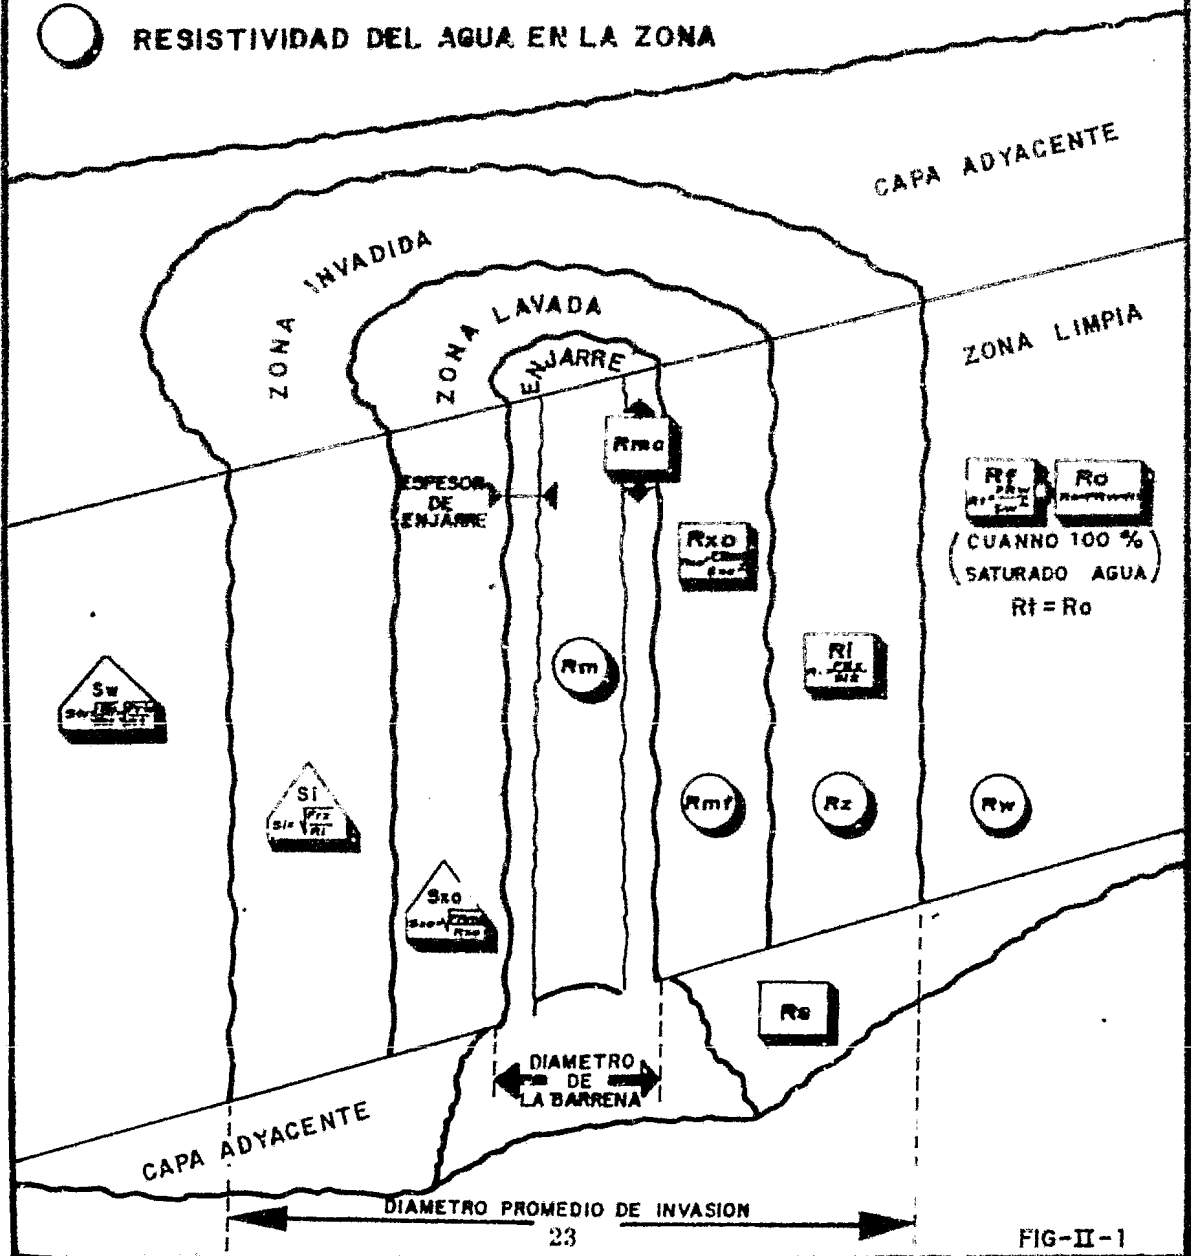 RESISTIVIDAD DEL AGUA EN LA ZONA
CAPA ADYACENTE
ZONA INVADIDA
ZONA LAVADA
ENJARRE
ZONA LIMPIA
Rmc
ESPESOR
DE
ENJARRE
Rf
Ro
(CUANNO 100 %
SATURADO AGUA)
Rt = Ro
Rxo
Rm
Ri
Sw
Si
Sxo
Rmf
Rz
Rw
Rs
DIAMETRO
DE
LA BARRENA
CAPA ADYACENTE
DIAMETRO PROMEDIO DE INVASION
23
FIG-II-1